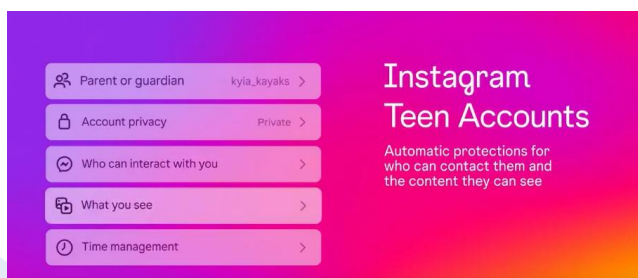 Parent or guardian kyia_kayaks
Account privacy Private
Who can interact with you
What you see
Time management
Instagram
Teen Accounts
Automatic protections for
who can contact them and
the content they can see